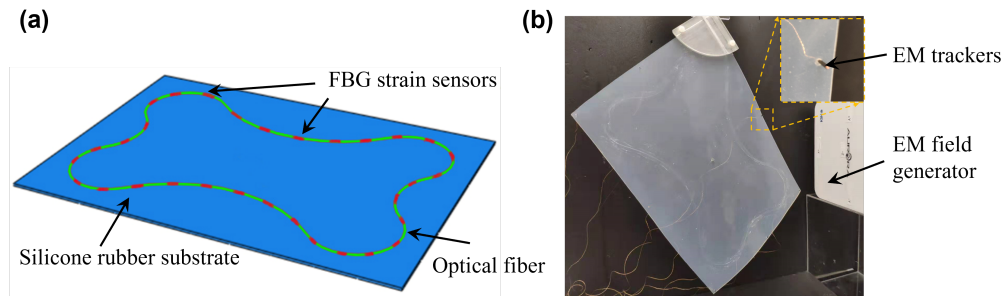 (a)
FBG strain sensors
Silicone rubber substrate
Optical fiber
(b)
EM trackers
EM field
generator